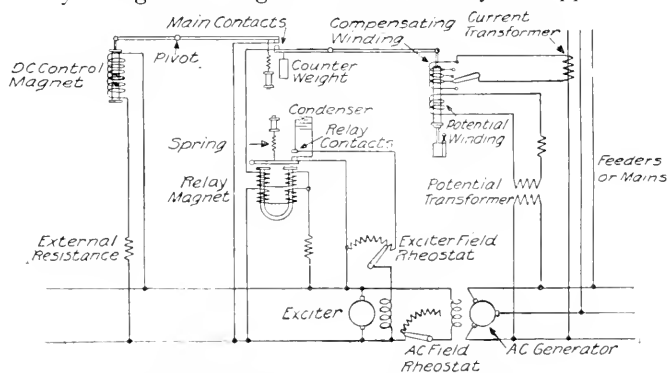 Main Contacts
Compensating
Winding
Current
Transformer
Pivot
DC Control
Magnet
Counter
Weight
Condenser
Relay
Contacts
Spring
Potential
Winding
Relay
Magnet
Potential
Transformer
Feeders
or Mains
External
Resistance
Exciter Field
Rheostat
Exciter
AC Field
Rheostat
AC Generator